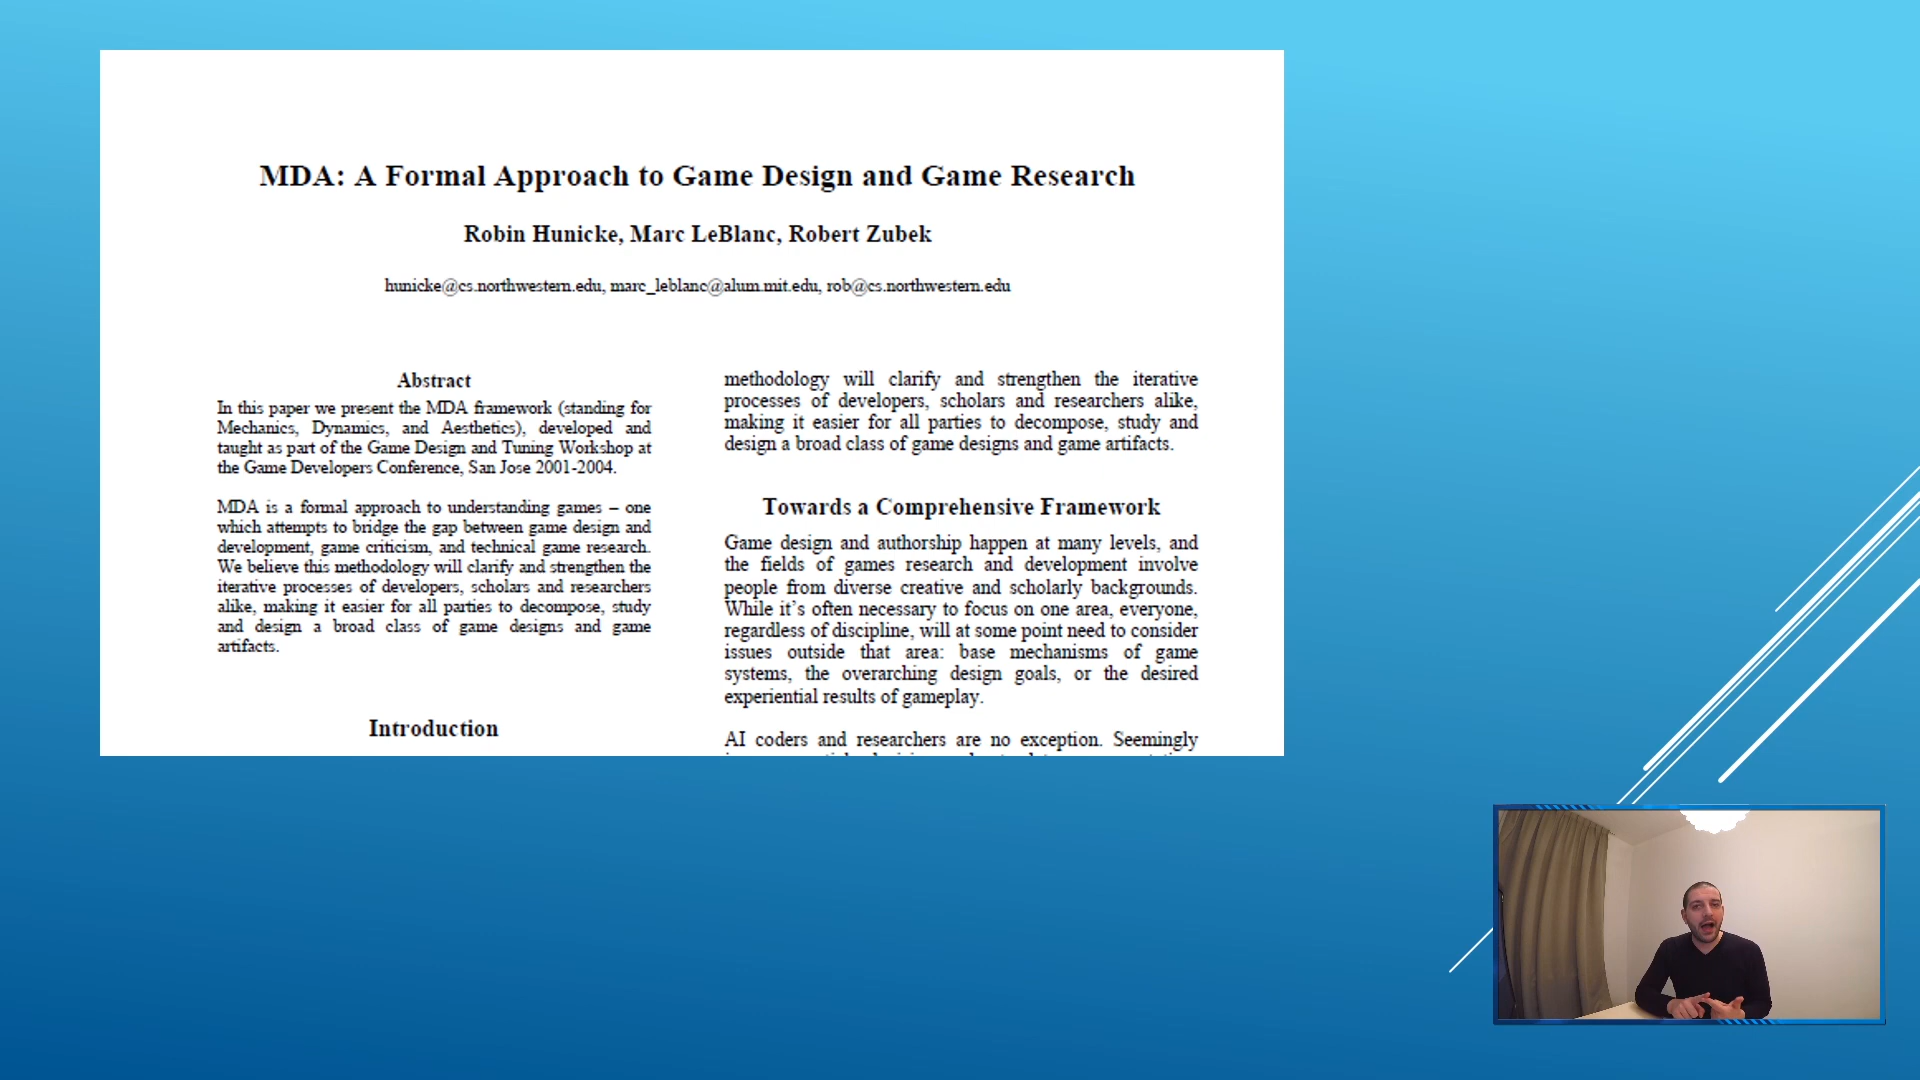 MDA: A Formal Approach to Game Design and Game Research
Robin Hunicke, Marc LeBlanc, Robert Zubek
hunicke@cs.northwestern.edu, marc_leblanc@alum.mit.edu, rob@cs.northwestern.edu
Abstract
In this paper we present the MDA framework (standing for
Mechanics, Dynamics, and Aesthetics), developed and
taught as part of the Game Design and Tuning Workshop at
the Game Developers Conference, San Jose 2001-2004.
MDA is a formal approach to understanding games – one
which attempts to bridge the gap between game design and
development, game criticism, and technical game research.
We believe this methodology will clarify and strengthen the
iterative processes of developers, scholars and researchers
alike, making it easier for all parties to decompose, study
and design a broad class of game designs and game
artifacts.
Introduction
methodology will clarify and strengthen the iterative
processes of developers, scholars and researchers alike,
making it easier for all parties to decompose, study and
design a broad class of game designs and game artifacts.
Towards a Comprehensive Framework
Game design and authorship happen at many levels, and
the fields of games research and development involve
people from diverse creative and scholarly backgrounds.
While it's often necessary to focus on one area, everyone,
regardless of discipline, will at some point need to consider
issues outside that area: base mechanisms of game
systems, the overarching design goals, or the desired
experiential results of gameplay.
AI coders and researchers are no exception. Seemingly